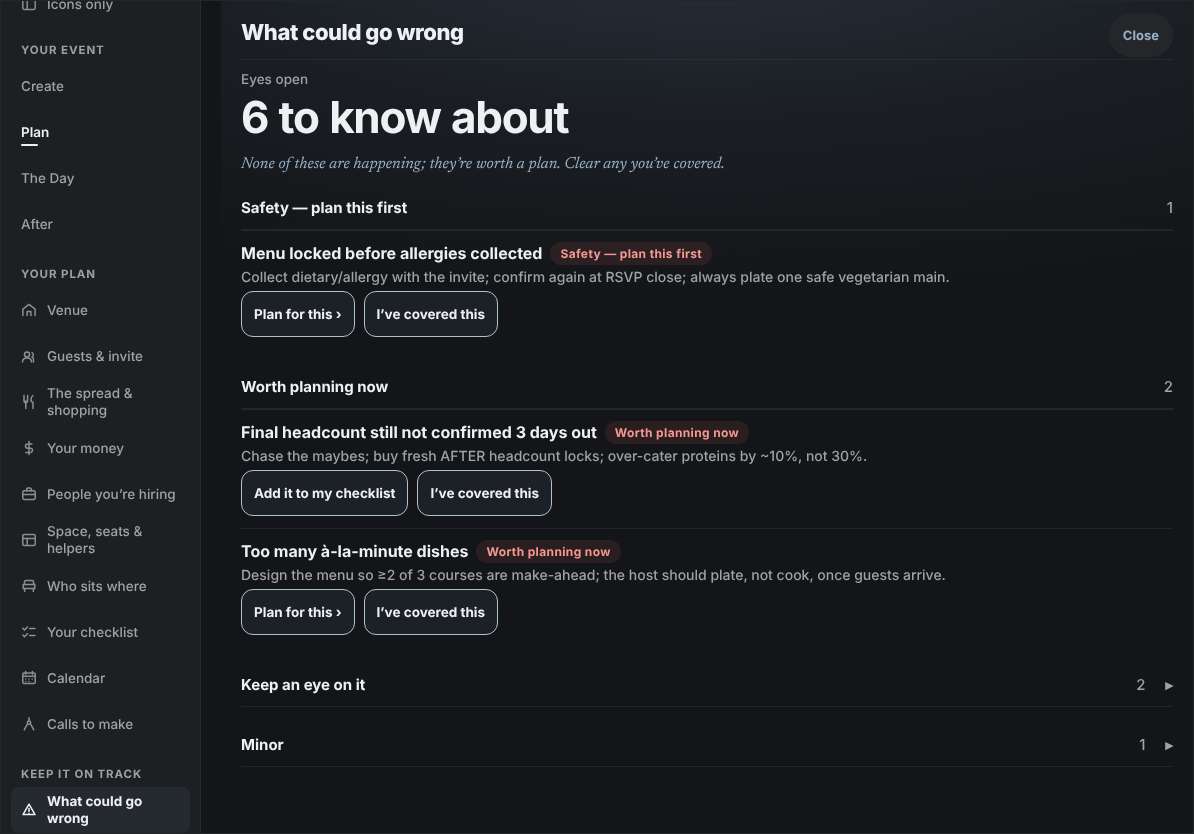 Icons only
YOUR EVENT
Create
Plan
The Day
After
YOUR PLAN
Venue
Guests & invite
The spread &
shopping
Your money
People you’re hiring
Space, seats &
helpers
Who sits where
Your checklist
Calendar
Calls to make
KEEP IT ON TRACK
What could go
wrong
What could go wrong
Close
Eyes open
6 to know about
None of these are happening; they’re worth a plan. Clear any you’ve covered.
Safety — plan this first 1
Menu locked before allergies collected Safety — plan this first
Collect dietary/allergy with the invite; confirm again at RSVP close; always plate one safe vegetarian main.
Plan for this › I’ve covered this
Worth planning now 2
Final headcount still not confirmed 3 days out Worth planning now
Chase the maybes; buy fresh AFTER headcount locks; over-cater proteins by ~10%, not 30%.
Add it to my checklist I’ve covered this
Too many à-la-minute dishes Worth planning now
Design the menu so ≥2 of 3 courses are make-ahead; the host should plate, not cook, once guests arrive.
Plan for this › I’ve covered this
Keep an eye on it 2 ▸
Minor 1 ▸